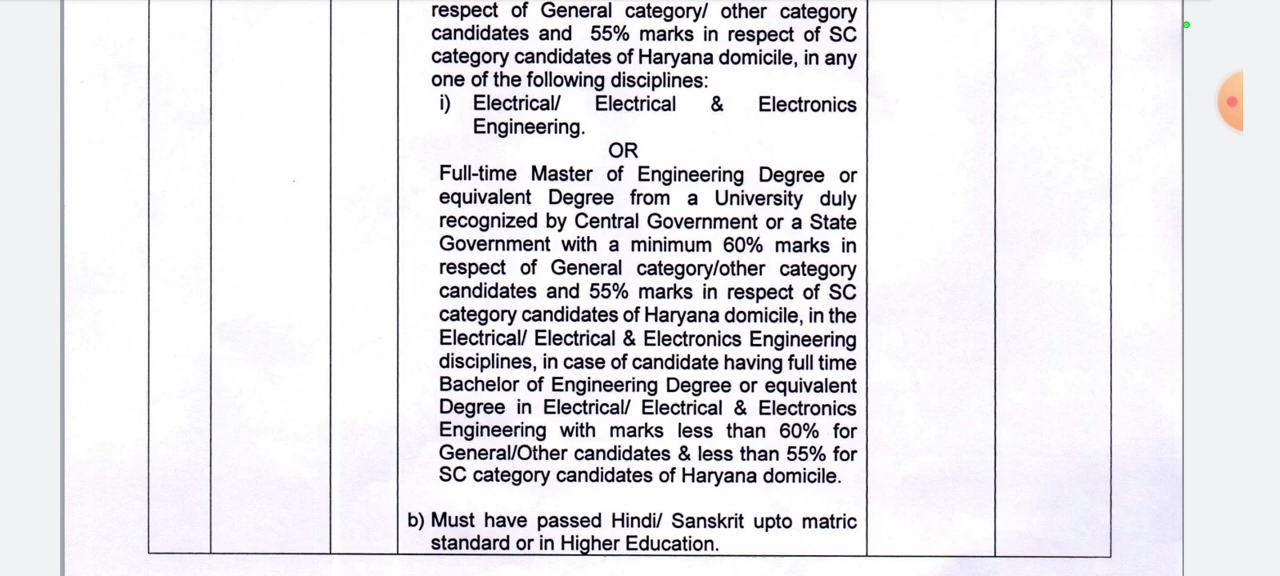 respect of General category/ other category
candidates and 55% marks in respect of SC
category candidates of Haryana domicile, in any
one of the following disciplines:
i) Electrical/ Electrical & Electronics
Engineering.
OR
Full-time Master of Engineering Degree or
equivalent Degree from a University duly
recognized by Central Government or a State
Government with a minimum 60% marks in
respect of General category/other category
candidates and 55% marks in respect of SC
category candidates of Haryana domicile, in the
Electrical/ Electrical & Electronics Engineering
disciplines, in case of candidate having full time
Bachelor of Engineering Degree or equivalent
Degree in Electrical/ Electrical & Electronics
Engineering with marks less than 60% for
General/Other candidates & less than 55% for
SC category candidates of Haryana domicile.
b) Must have passed Hindi/ Sanskrit upto matric
standard or in Higher Education.